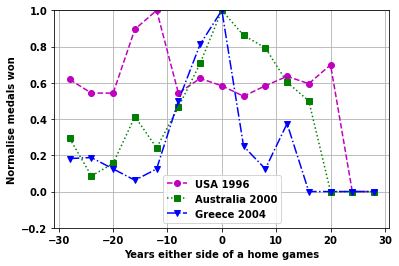 Normalise medals won
1.0
0.8
0.6
0.4
0.2
0.0
−0.2
USA 1996
Australia 2000
Greece 2004
−30 −20 −10 0 10 20 30
Years either side of a home games